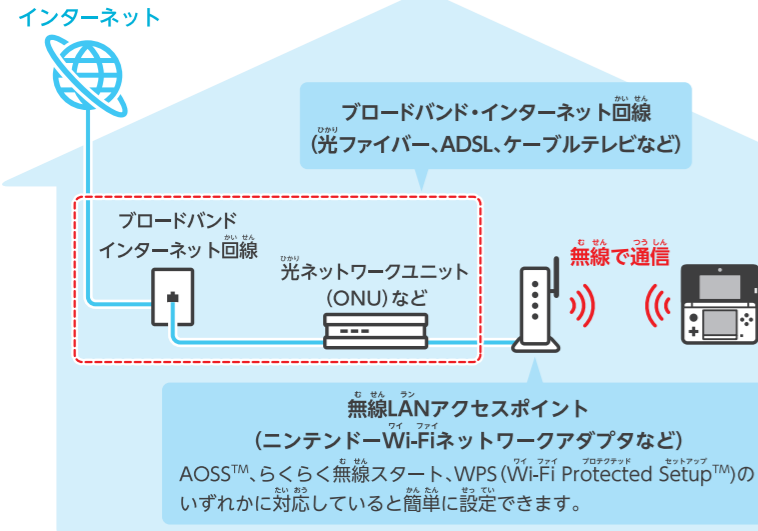 インターネット
ブロードバンド・インターネット回線
(光ファイバー、ADSL、ケーブルテレビなど)
ブロードバンド
インターネット回線
光ネットワークユニット
(ONU)など
無線で通信
無線LANアクセスポイント
(ニンテンドーWi-Fiネットワークアダプタなど)
AOSS™、らくらく無線スタート、WPS(Wi-Fi Protected Setup™)の
いずれかに対応していると簡単に設定できます。